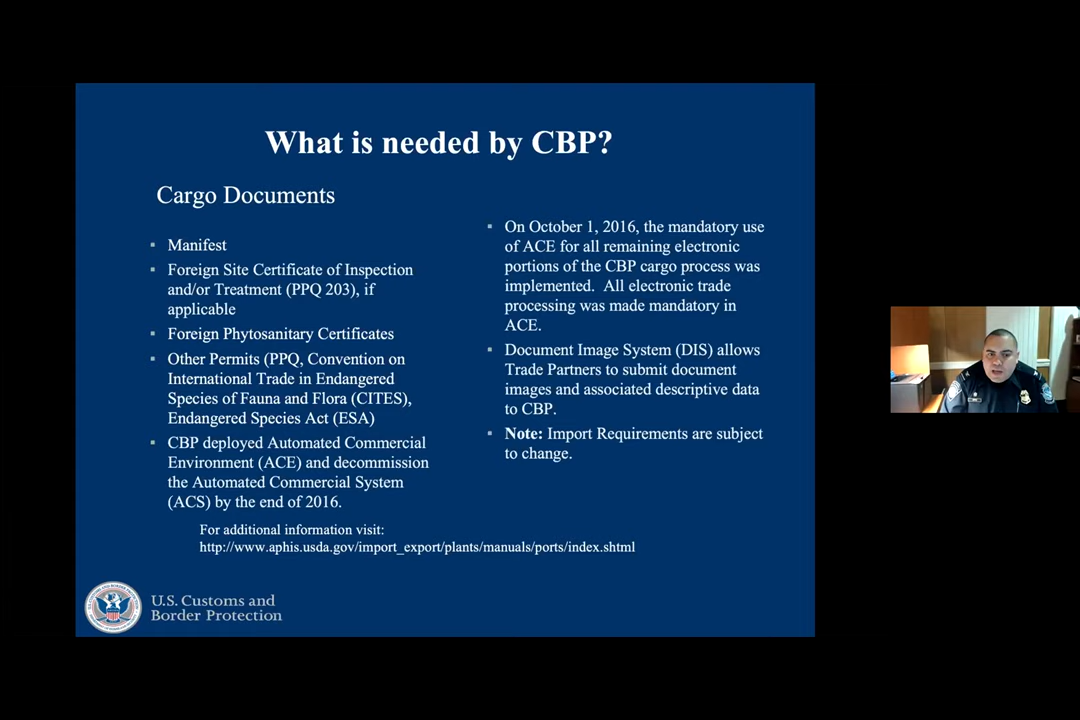 What is needed by CBP?
Cargo Documents
▪ Manifest
▪ Foreign Site Certificate of Inspection
and/or Treatment (PPQ 203), if
applicable
▪ Foreign Phytosanitary Certificates
▪ Other Permits (PPQ, Convention on
International Trade in Endangered
Species of Fauna and Flora (CITES),
Endangered Species Act (ESA)
▪ CBP deployed Automated Commercial
Environment (ACE) and decommission
the Automated Commercial System
(ACS) by the end of 2016.
▪ On October 1, 2016, the mandatory use
of ACE for all remaining electronic
portions of the CBP cargo process was
implemented. All electronic trade
processing was made mandatory in
ACE.
▪ Document Image System (DIS) allows
Trade Partners to submit document
images and associated descriptive data
to CBP.
▪ Note: Import Requirements are subject
to change.
For additional information visit:
http://www.aphis.usda.gov/import_export/plants/manuals/ports/index.shtml
U.S. Customs and
Border Protection